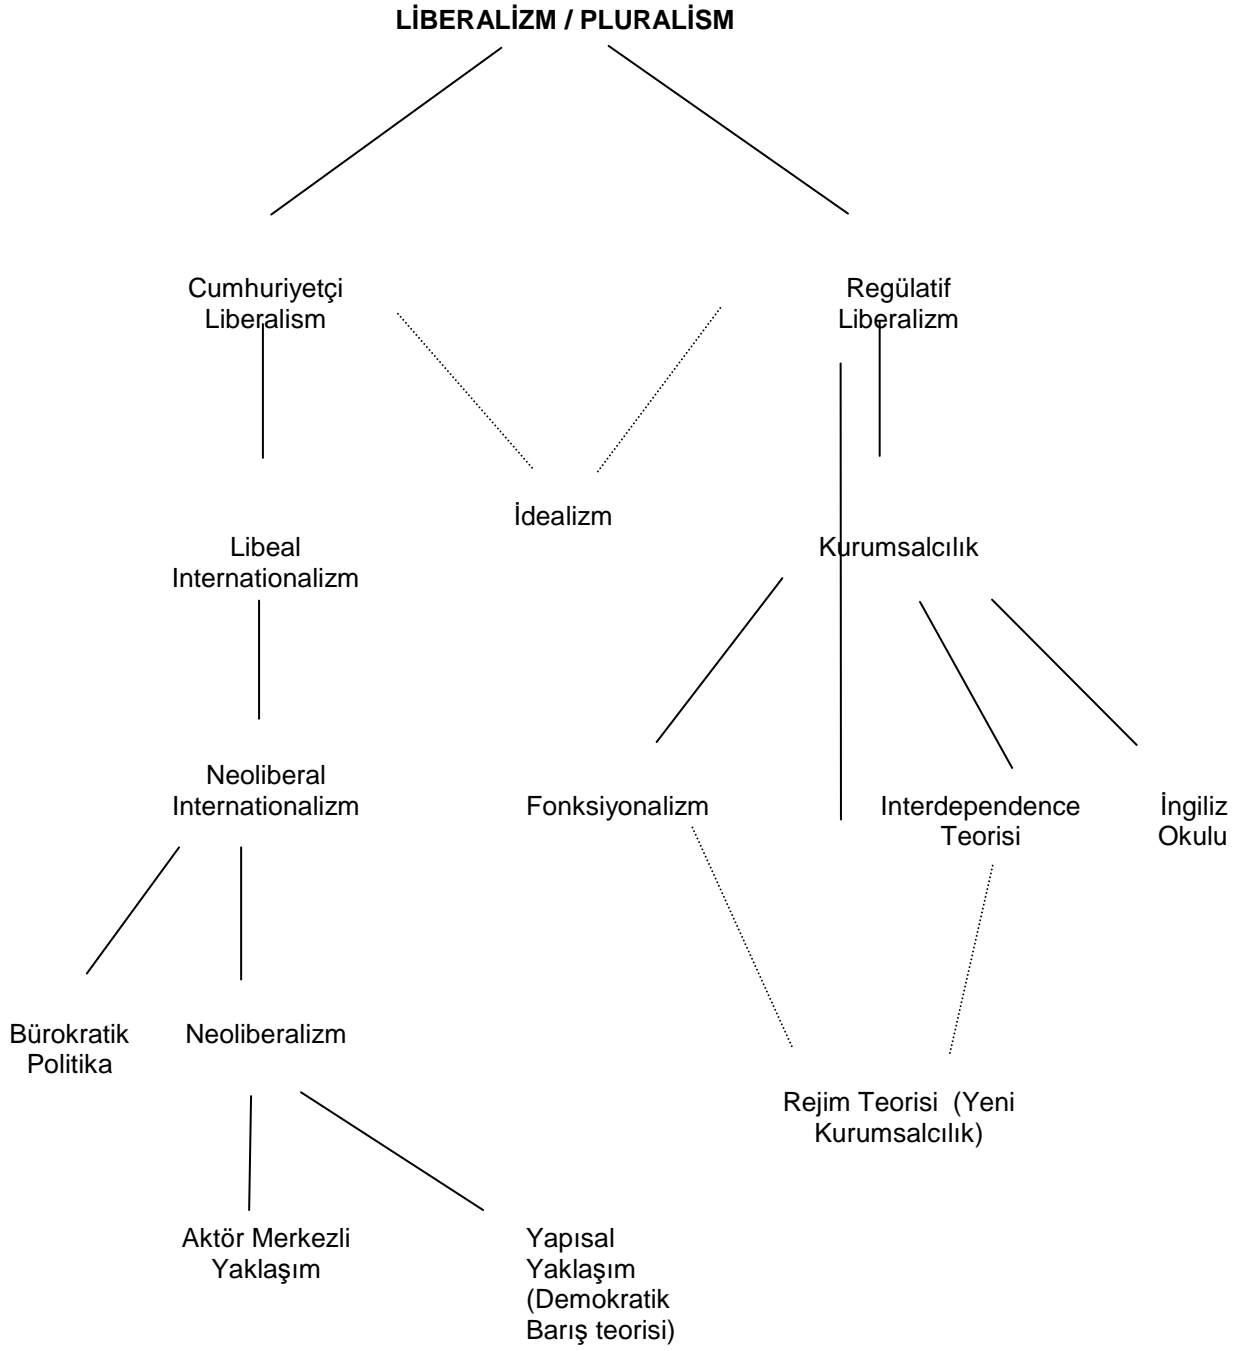 LİBERALİZM / PLURALİSM
Cumhuriyetçi
Liberalism
Regülatif
Liberalizm
İdealizm
Libeal
Internationalizm
Kurumsalcılık
Neoliberal
Internationalizm
Fonksiyonalizm
Interdependence
Teorisi
İngiliz
Okulu
Bürokratik
Politika
Neoliberalizm
Rejim Teorisi  (Yeni
Kurumsalcılık)
Aktör Merkezli
Yaklaşım
Yapısal
Yaklaşım
(Demokratik
Barış teorisi)